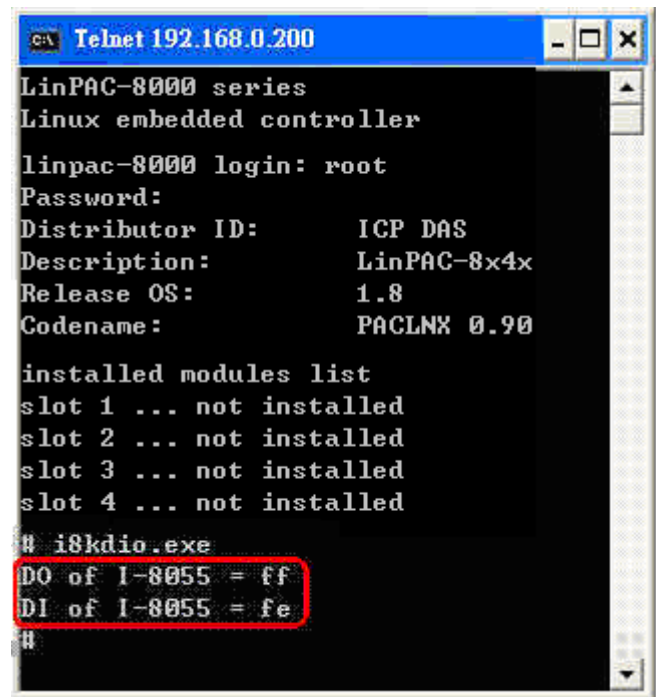 Telnet 192.168.0.200
LinPAC-8000 series
Linux embedded controller
linpac-8000 login: root
Password:
Distributor ID: ICP DAS
Description: LinPAC-8x4x
Release OS: 1.8
Codename: PACLNX 0.90
installed modules list
slot 1 ... not installed
slot 2 ... not installed
slot 3 ... not installed
slot 4 ... not installed
# i8kdio.exe
DO of I-8055 = ff
DI of I-8055 = fe
#